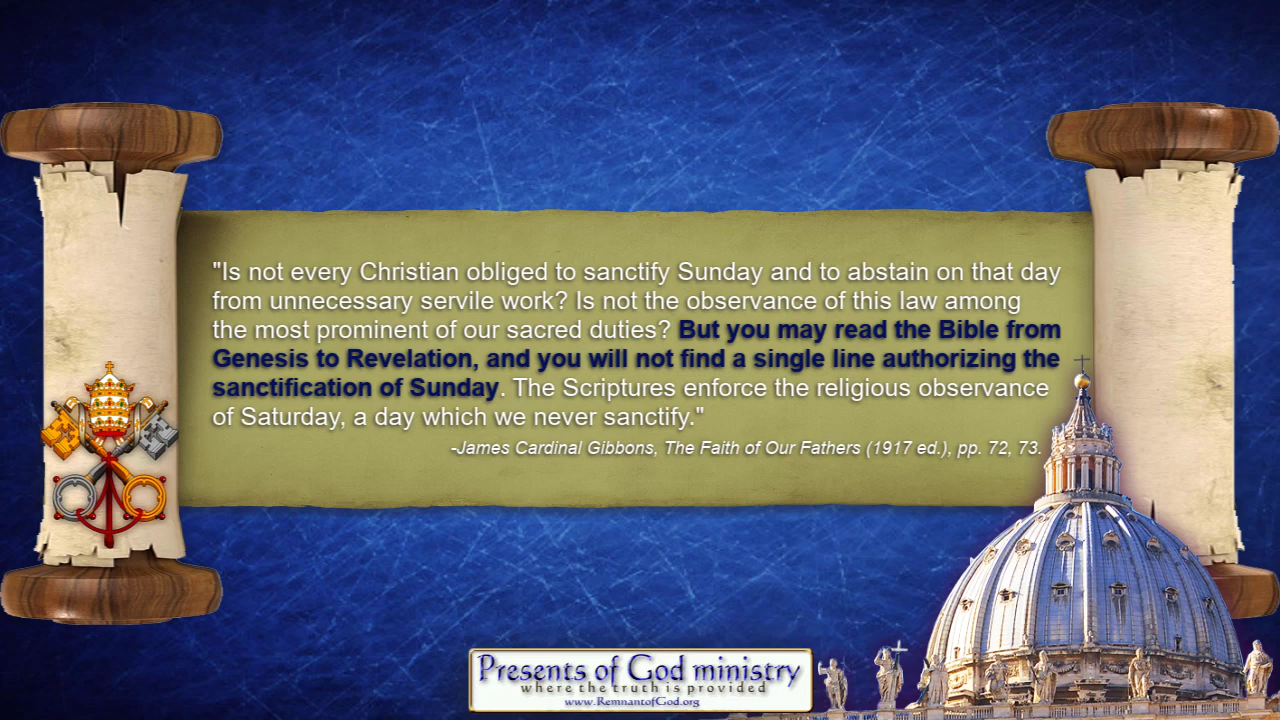 "Is not every Christian obliged to sanctify Sunday and to abstain on that day
from unnecessary servile work? Is not the observance of this law among
the most prominent of our sacred duties? But you may read the Bible from
Genesis to Revelation, and you will not find a single line authorizing the
sanctification of Sunday. The Scriptures enforce the religious observance
of Saturday, a day which we never sanctify."
-James Cardinal Gibbons, The Faith of Our Fathers (1917 ed.), pp. 72, 73.
Presents of God ministry
where the truth is provided
www.RemnantofGod.org